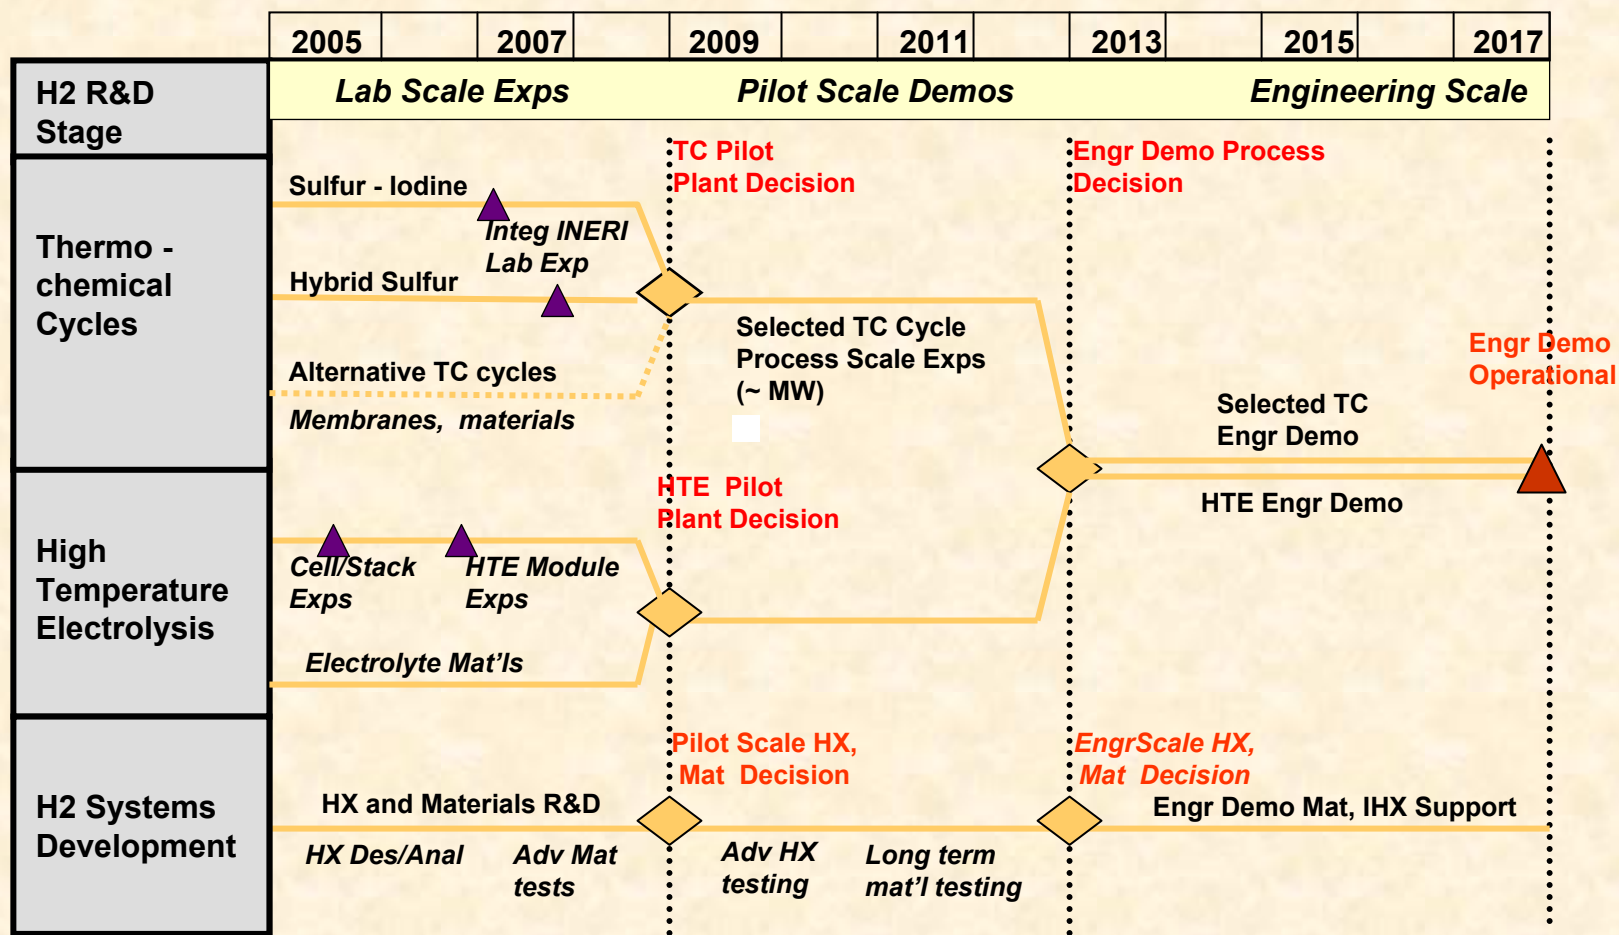 2005 2007 2009 2011 2013 2015 2017
H2 R&D
Stage
Lab Scale Exps Pilot Scale Demos Engineering Scale
Thermo -
chemical
Cycles
Sulfur - Iodine
Integ INERI
Lab Exp
Hybrid Sulfur
Alternative TC cycles
Membranes, materials
TC Pilot
Plant Decision
Selected TC Cycle
Process Scale Exps
(~ MW)
Engr Demo Process
Decision
Engr Demo
Operational
Selected TC
Engr Demo
HTE Engr Demo
High
Temperature
Electrolysis
Cell/Stack
Exps
HTE Module
Exps
Electrolyte Mat'ls
HTE Pilot
Plant Decision
H2 Systems
Development
HX and Materials R&D
HX Des/Anal
Adv Mat
tests
Pilot Scale HX,
Mat Decision
Adv HX
testing
Long term
mat'l testing
EngrScale HX,
Mat Decision
Engr Demo Mat, IHX Support